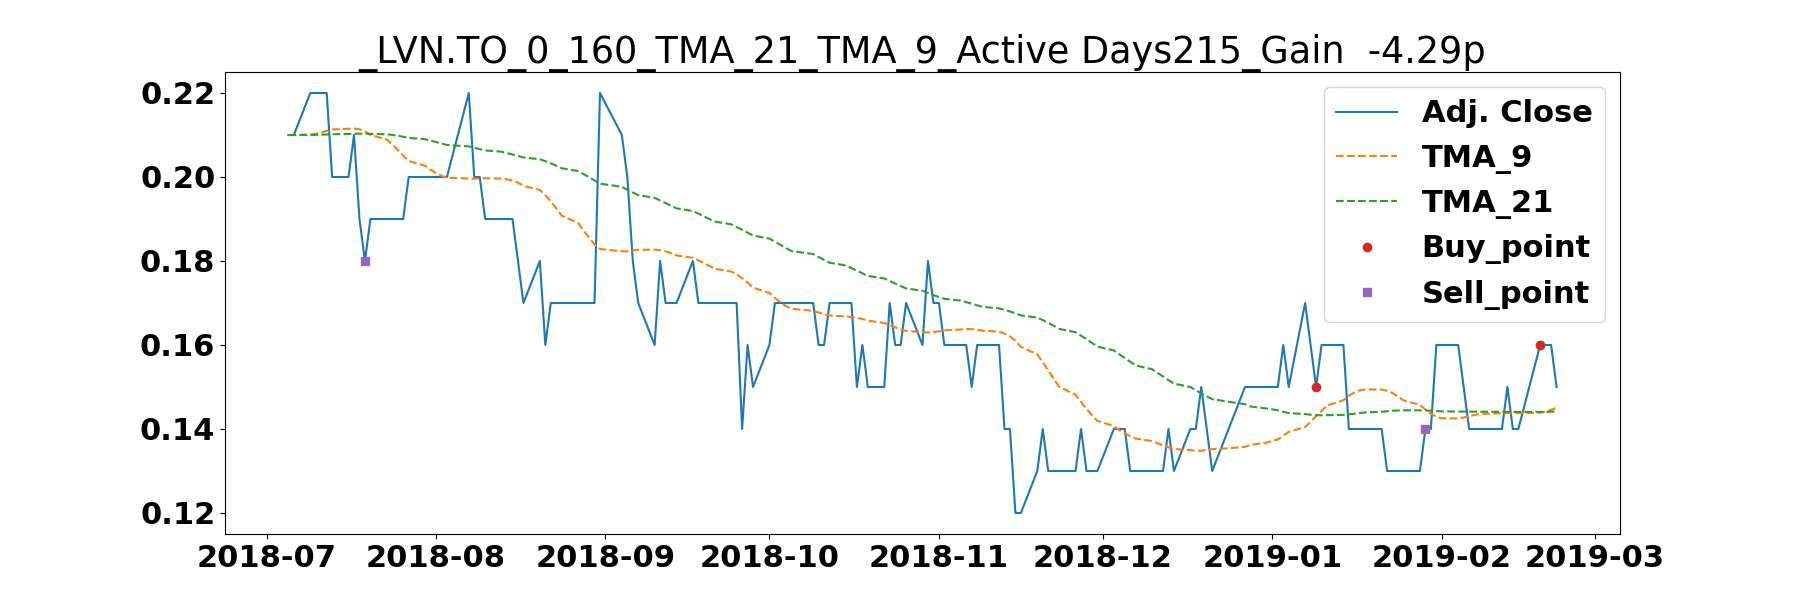 _LVN.TO_0_160_TMA_21_TMA_9_Active Days215_Gain  -4.29p
0.22
0.20
0.18
0.16
0.14
0.12
Adj. Close
TMA_9
TMA_21
Buy_point
Sell_point
2018-07 2018-08 2018-09 2018-10 2018-11 2018-12 2019-01 2019-02 2019-03